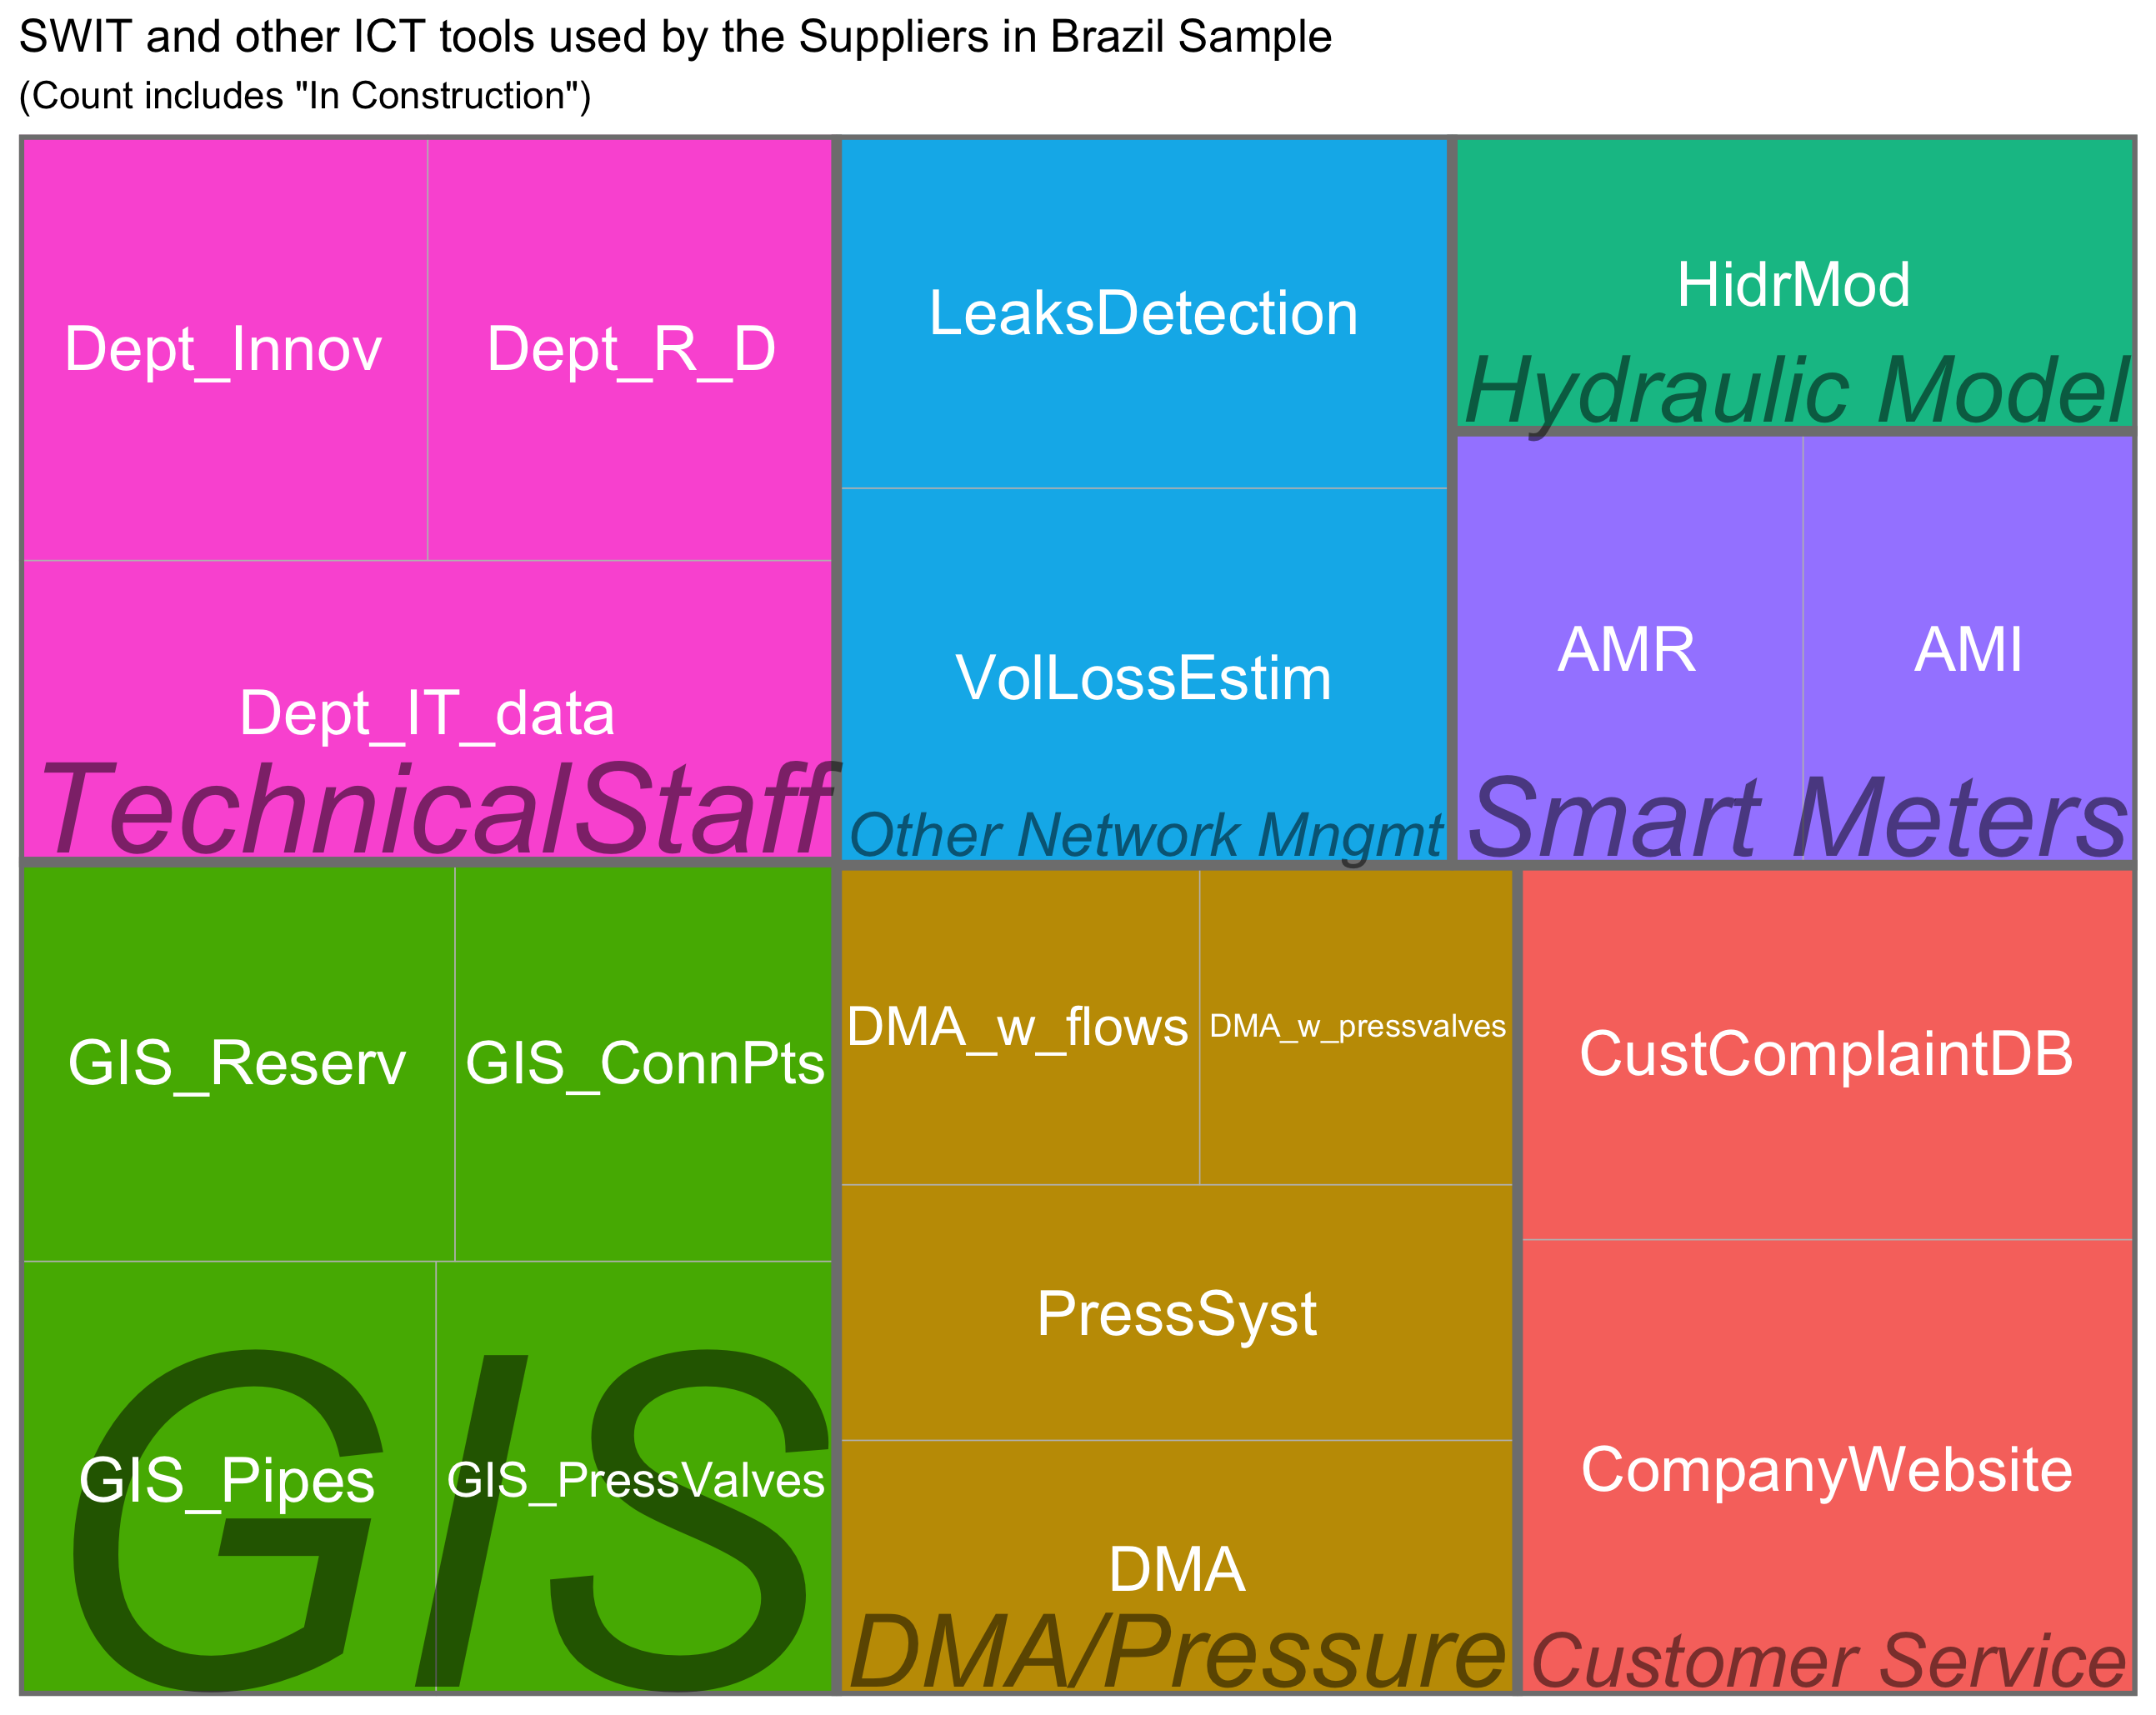 SWIT and other ICT tools used by the Suppliers in Brazil Sample
(Count includes "In Construction")
Dept_Innov
Dept_R_D
Dept_IT_data
TechnicalStaff
LeaksDetection
VolLossEstim
Other Network Mngmt
HidrMod
Hydraulic Model
AMR
AMI
Smart Meters
GIS_Reserv
GIS_ConnPts
GIS_Pipes
GIS_PressValves
GIS
DMA_w_flows
DMA_w_pressvalves
PressSyst
DMA
DMA/Pressure
CustComplaintDB
CompanyWebsite
Customer Service